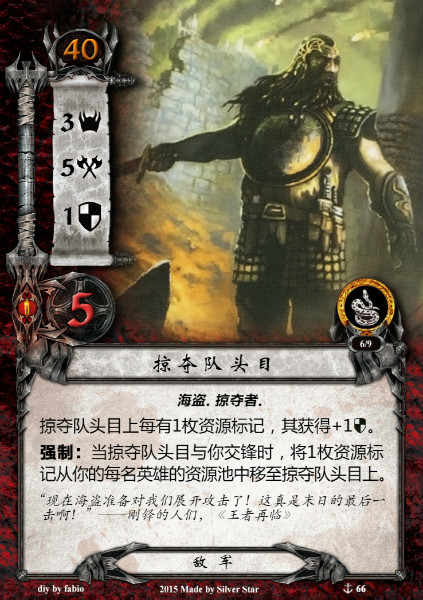 40
3
5
1
5
6/9
掠夺队头目
海盗. 掠夺者.
掠夺队头目上每有1枚资源标记，其获得+1。
强制：当掠夺队头目与你交锋时，将1枚资源标
记从你的每名英雄的资源池中移至掠夺队头目上。
“现在海盗准备对我们展开攻击了！这真是末日的最后一
击啊！”——刚铎的人们，《王者再临》
敌军
diy by fabio
2015 Made by Silver Star
66